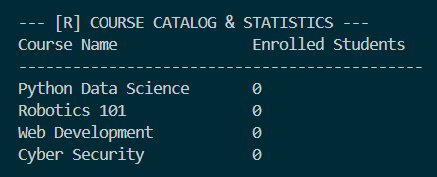 --- [R] COURSE CATALOG & STATISTICS ---
Course Name Enrolled Students
---------------------------------------------
Python Data Science 0
Robotics 101 0
Web Development 0
Cyber Security 0